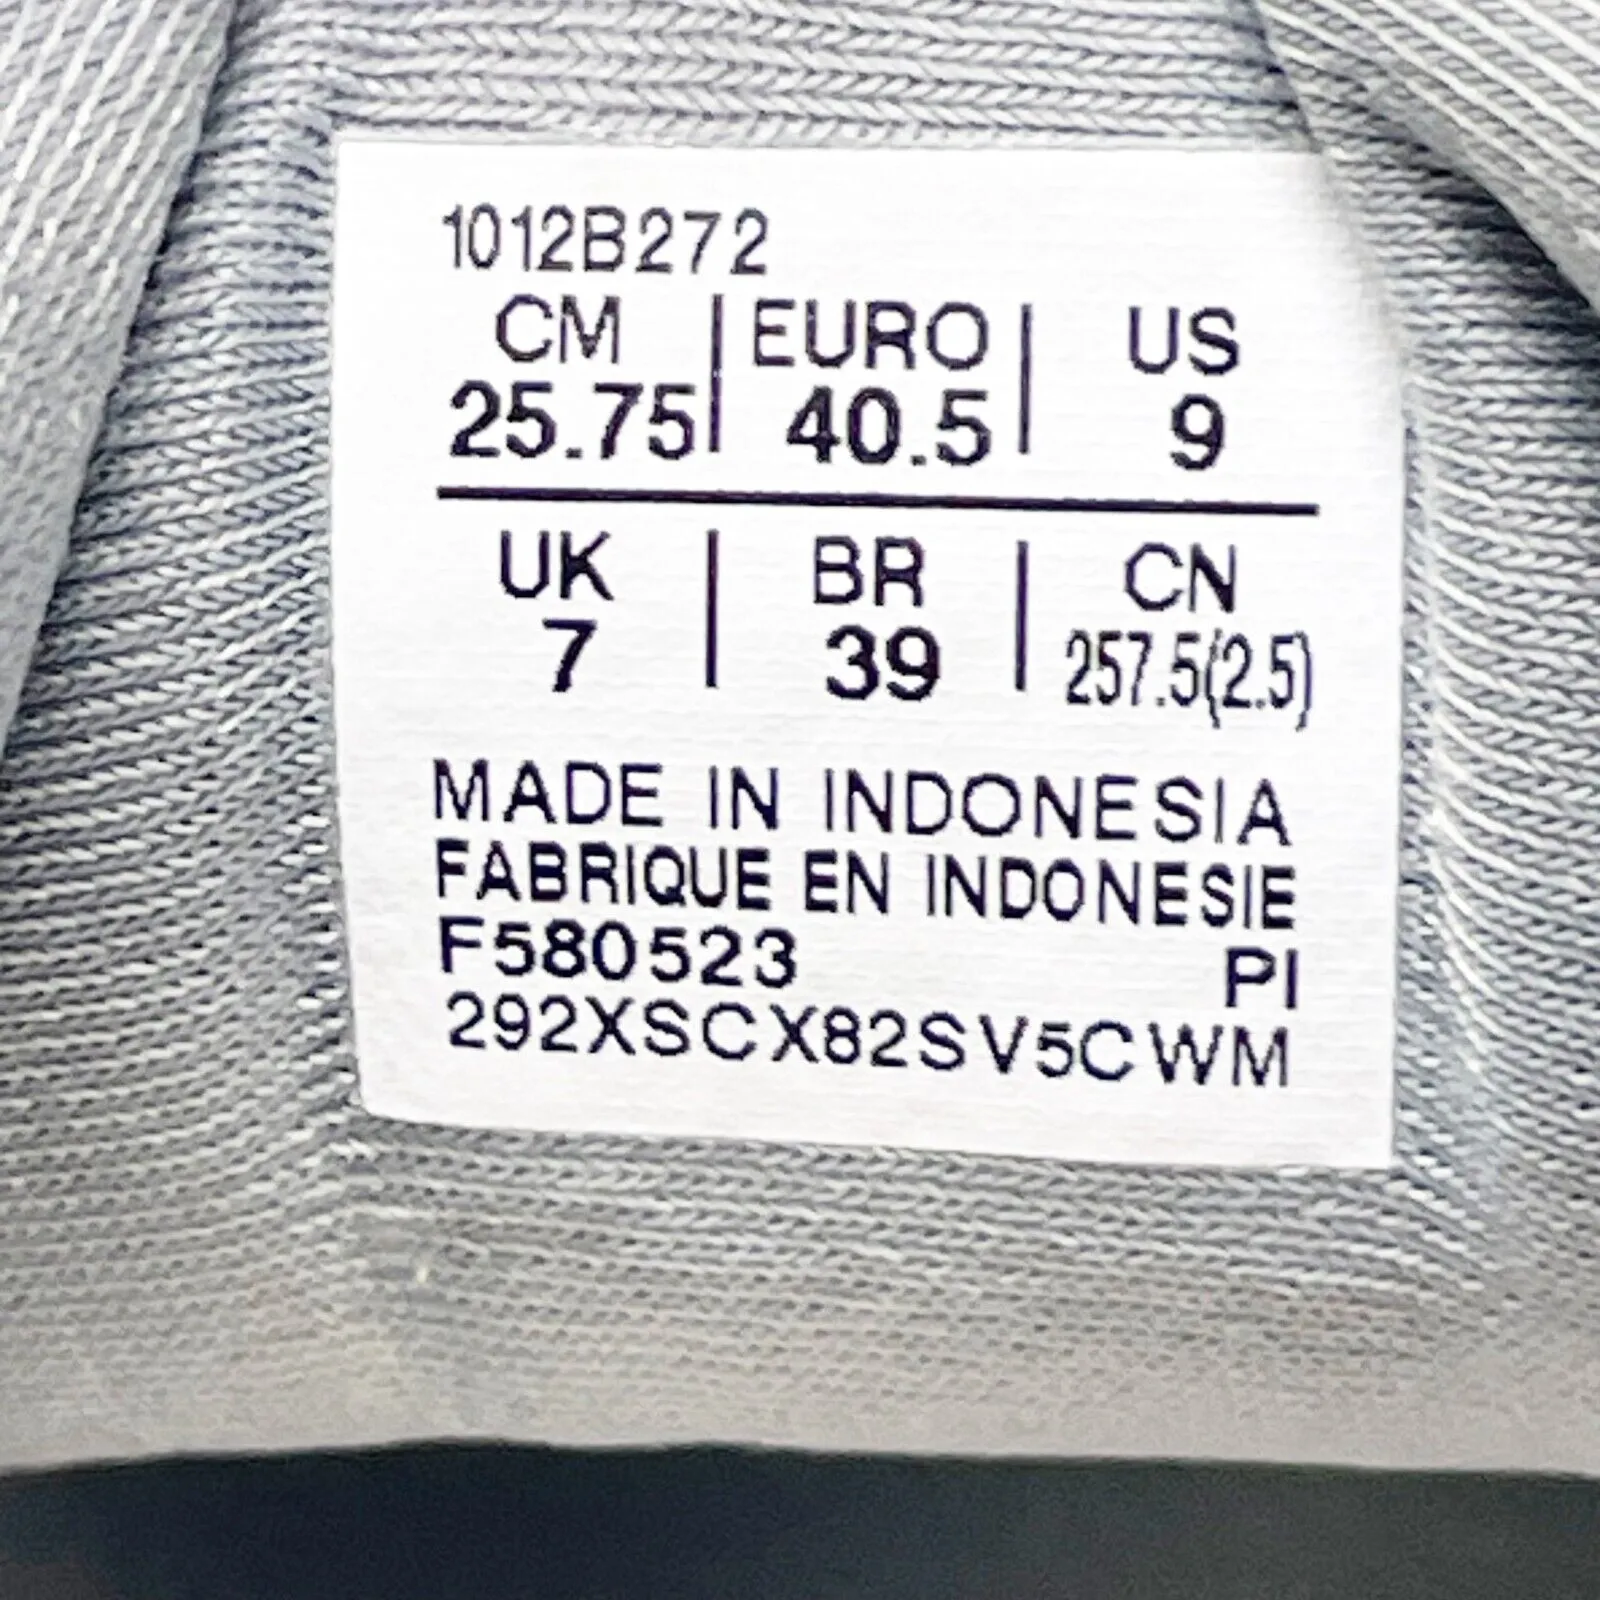 1012B272
CM | EURO | US
25.75 | 40.5 | 9
UK | BR | CN
7 | 39 | 257.5(2.5)
MADE IN INDONESIA
FABRIQUE EN INDONESIE
F580523 PI
292XSCX82SV5CWM